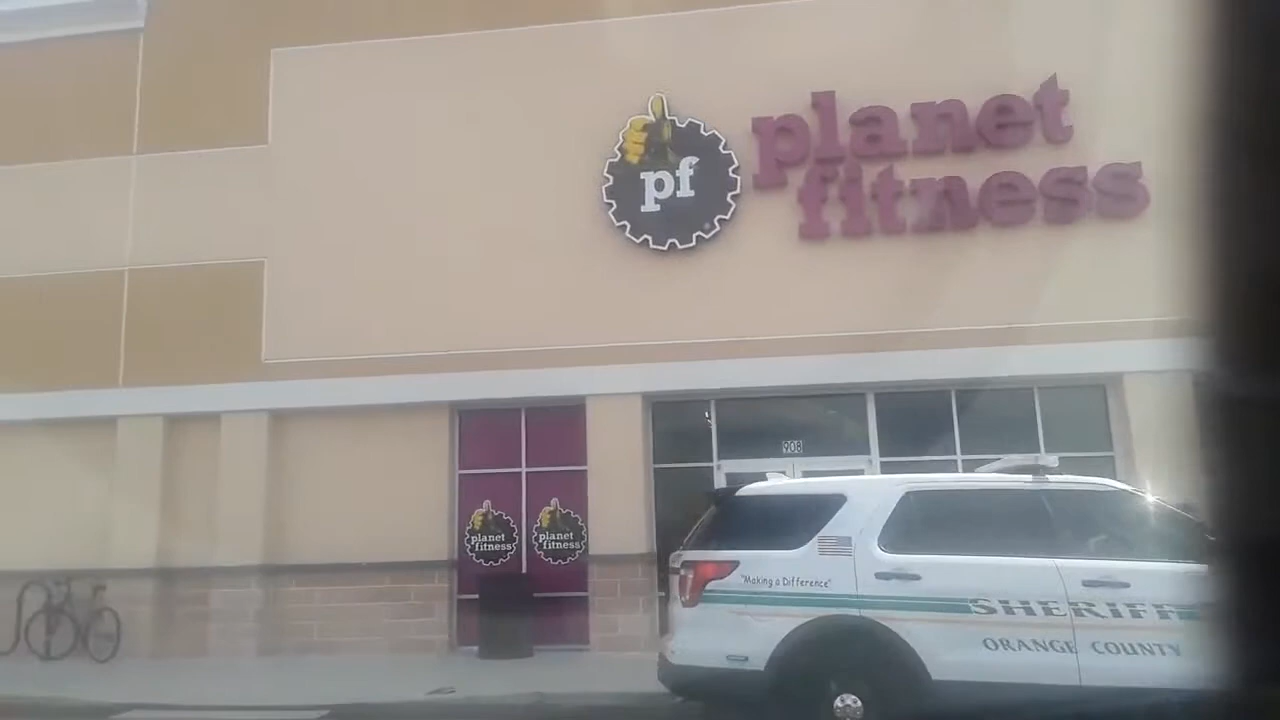 pf
planet
fitness
908
planet
fitness
planet
fitness
"Making a Difference"
SHERIFF
ORANGE COUNTY